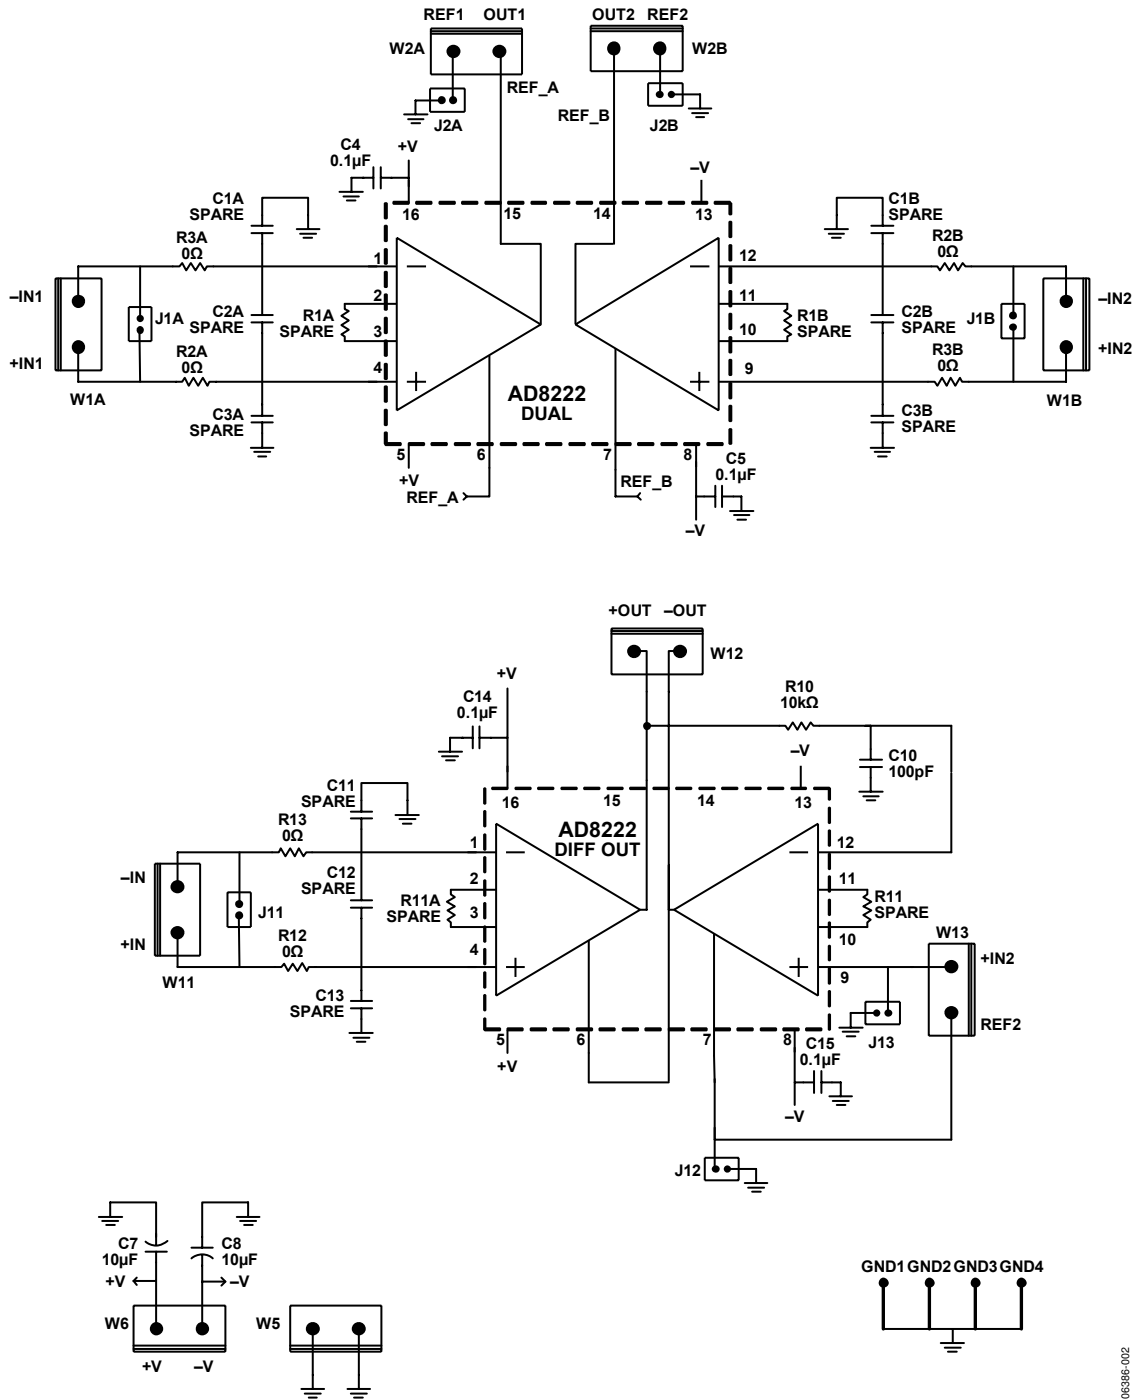 REF1 OUT1
OUT2 REF2
W2A
W2B
REF_A
REF_B
J2A
J2B
C4
0.1µF
+V
–V
16
15
14
13
C1A
SPARE
C1B
SPARE
R3A
0Ω
R2B
0Ω
1
12
–IN1
2
11
–IN2
J1A
C2A
SPARE
R1A
SPARE
R1B
SPARE
C2B
SPARE
J1B
3
10
+IN1
R2A
0Ω
R3B
0Ω
+IN2
4
9
W1A
AD8222
DUAL
W1B
C3A
SPARE
C3B
SPARE
5
6
7
8
+V
REF_A
REF_B
C5
0.1µF
–V
+OUT –OUT
W12
+V
R10
10kΩ
C14
0.1µF
–V
C10
100pF
C11
SPARE
16
15
14
13
R13
0Ω
AD8222
DIFF OUT
1
12
–IN
C12
SPARE
2
11
R11A
SPARE
R11
SPARE
J11
3
10
+IN
R12
0Ω
4
9
W13
+IN2
W11
C13
SPARE
REF2
J13
5
6
7
8
+V
C15
0.1µF
–V
J12
C7
10µF
C8
10µF
+V
–V
W6
W5
+V
–V
GND1 GND2 GND3 GND4
06386-002